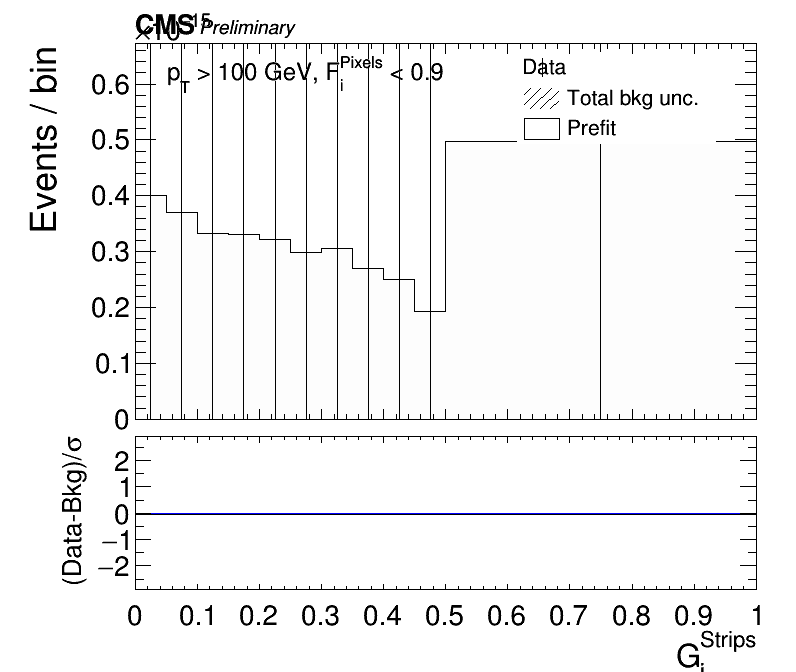 CMS Preliminary
×10^15
p_T > 100 GeV, F_i^Pixels < 0.9
Data
Total bkg unc.
Prefit
Events / bin
0.6
0.5
0.4
0.3
0.2
0.1
0
(Data-Bkg)/σ
2
1
0
−1
−2
0 0.1 0.2 0.3 0.4 0.5 0.6 0.7 0.8 0.9 1
G_i^Strips